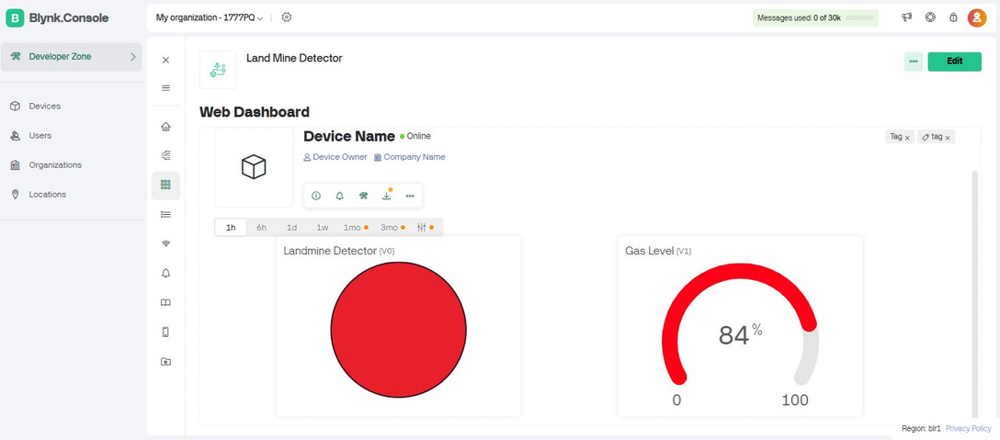 B Blynk.Console
My organization - 1777PQ
Messages used: 0 of 30k
Developer Zone
Devices
Users
Organizations
Locations
Land Mine Detector
Edit
Web Dashboard
Device Name Online
Tag × tag ×
Device Owner Company Name
1h 6h 1d 1w 1mo 3mo
Landmine Detector (V0)
Gas Level (V1)
84%
0 100
Region: blr1 Privacy Policy